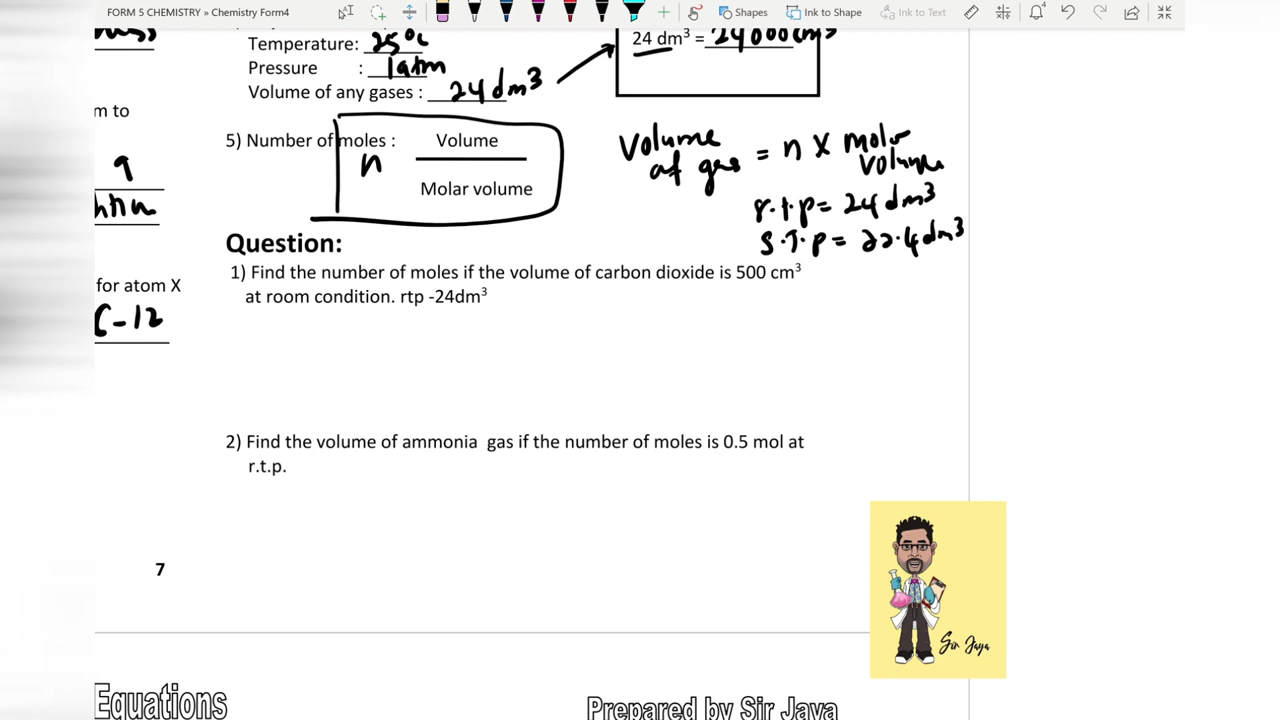 FORM 5 CHEMISTRY » Chemistry Form4
Shapes
Ink to Shape
Ink to Text
Temperature: 25°c
Pressure : 1atm
Volume of any gases : 24dm³
24 dm³ = 24000cm³
m to
9
5) Number of moles :
n
Volume
Molar volume
Volume of gas = n x molar volume
r.t.p = 24dm³
S.T.p = 22.4dm³
for atom X
C-12
Question:
1) Find the number of moles if the volume of carbon dioxide is 500 cm³
at room condition. rtp -24dm³
2) Find the volume of ammonia gas if the number of moles is 0.5 mol at
r.t.p.
7
Sir Jaya
Equations
Prepared by Sir Jaya